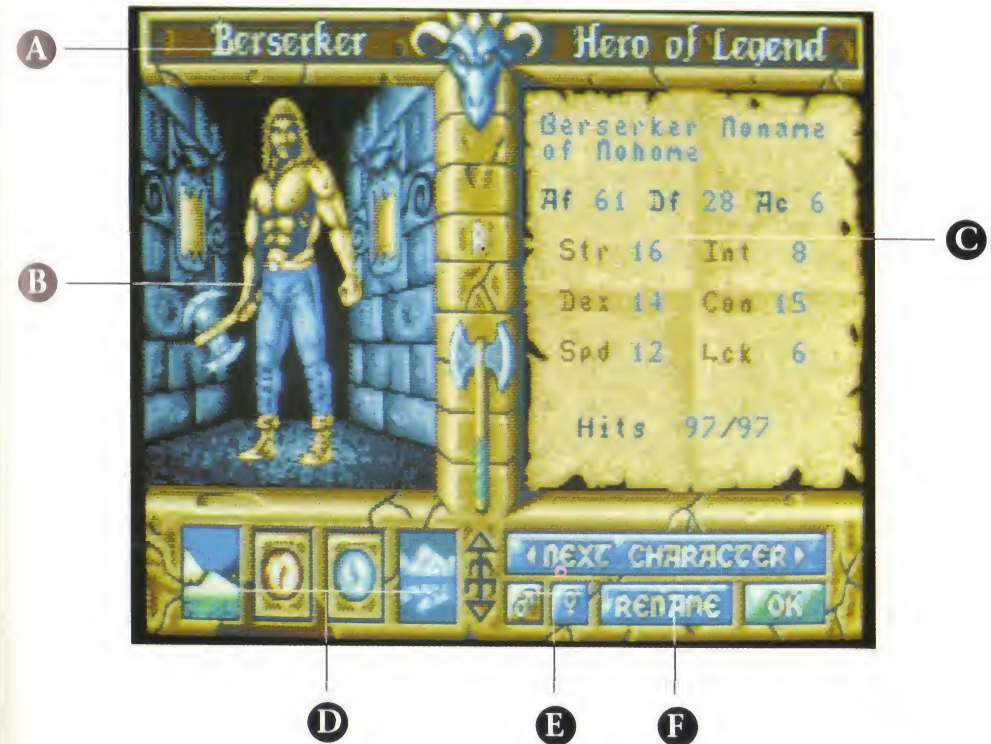 A
Berserker
Hero of Legend
Berserker Noname
of Nohome
Af 61 Df 28 Ac 6
C
Str 16 Int 8
B
Dex 14 Con 15
Spd 12 Lck 6
Hits 97/97
NEXT CHARACTER
RENAME OK
D
E
F